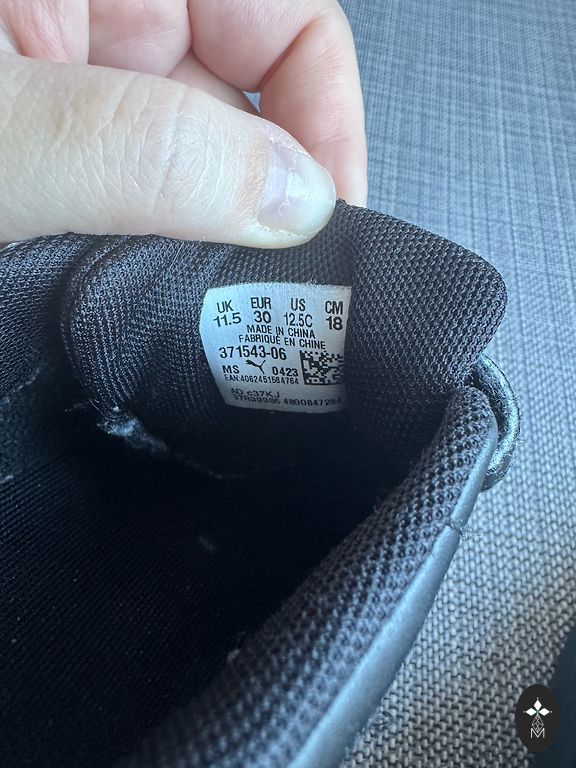 UK EUR US CM
11.5 30 12.5C 18
MADE IN CHINA
FABRIQUÉ EN CHINE
371543-06
MS 0423
EAN:4062451584764
M